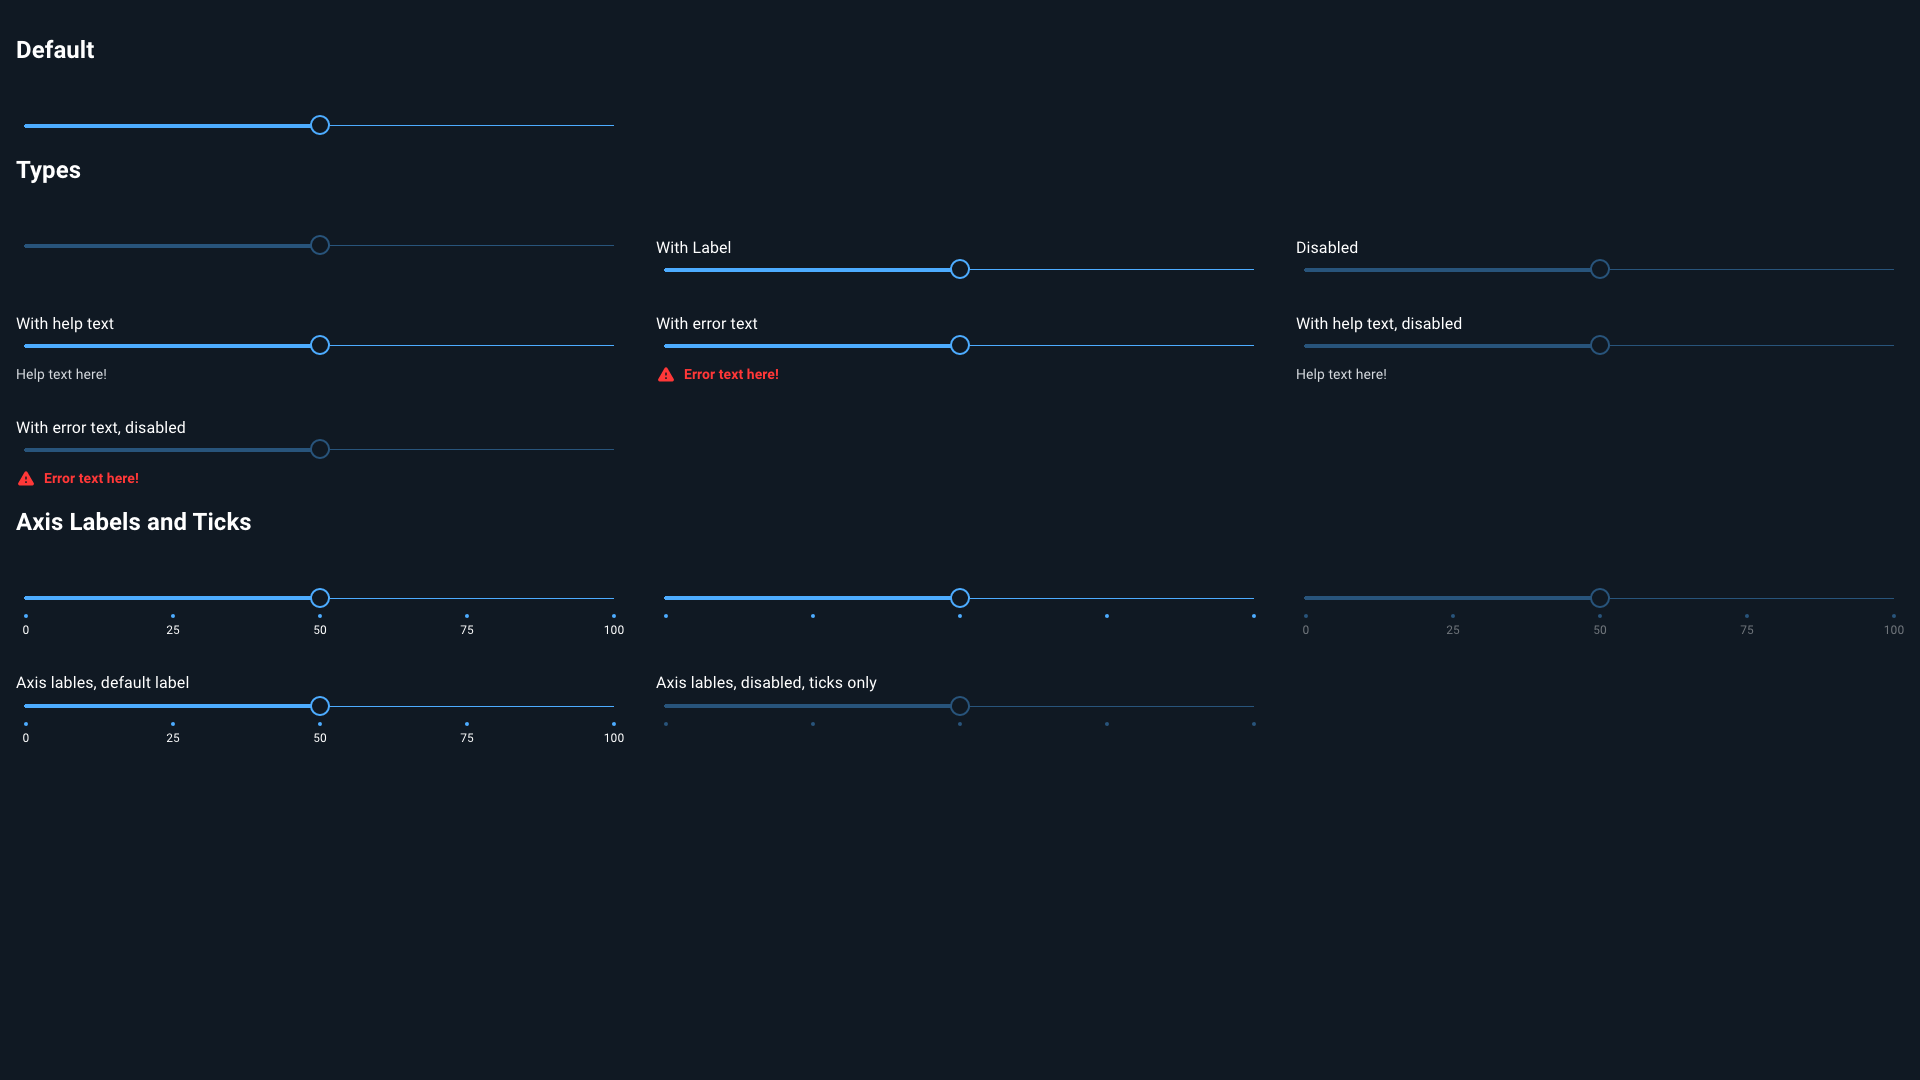 Default
Types
With Label
Disabled
With help text
With error text
With help text, disabled
Help text here!
Error text here!
Help text here!
With error text, disabled
Error text here!
Axis Labels and Ticks
0 25 50 75 100
0 25 50 75 100
Axis lables, default label
Axis lables, disabled, ticks only
0 25 50 75 100